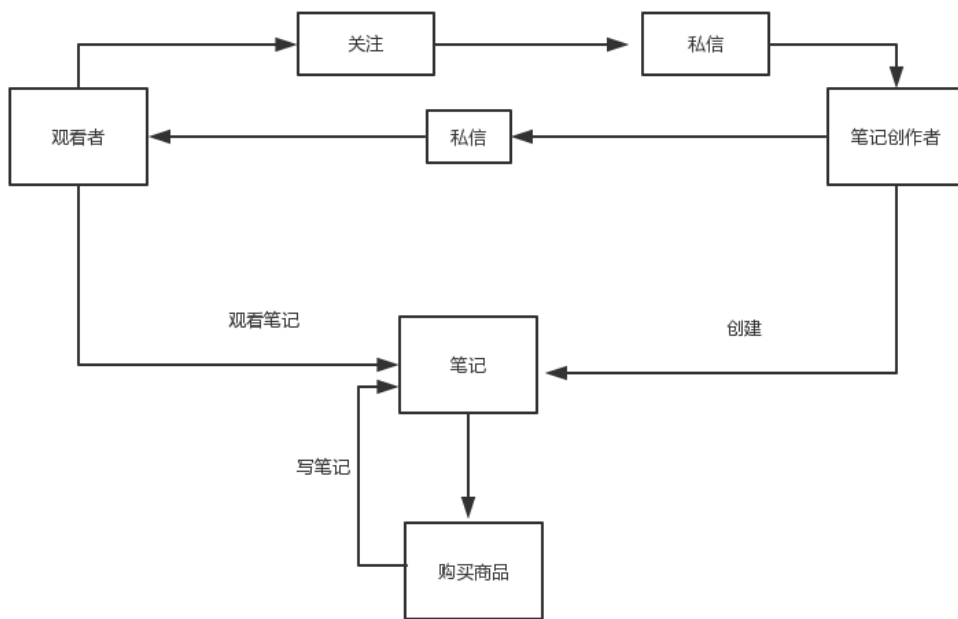 关注
私信
观看者
私信
笔记创作者
观看笔记
笔记
创建
写笔记
购买商品